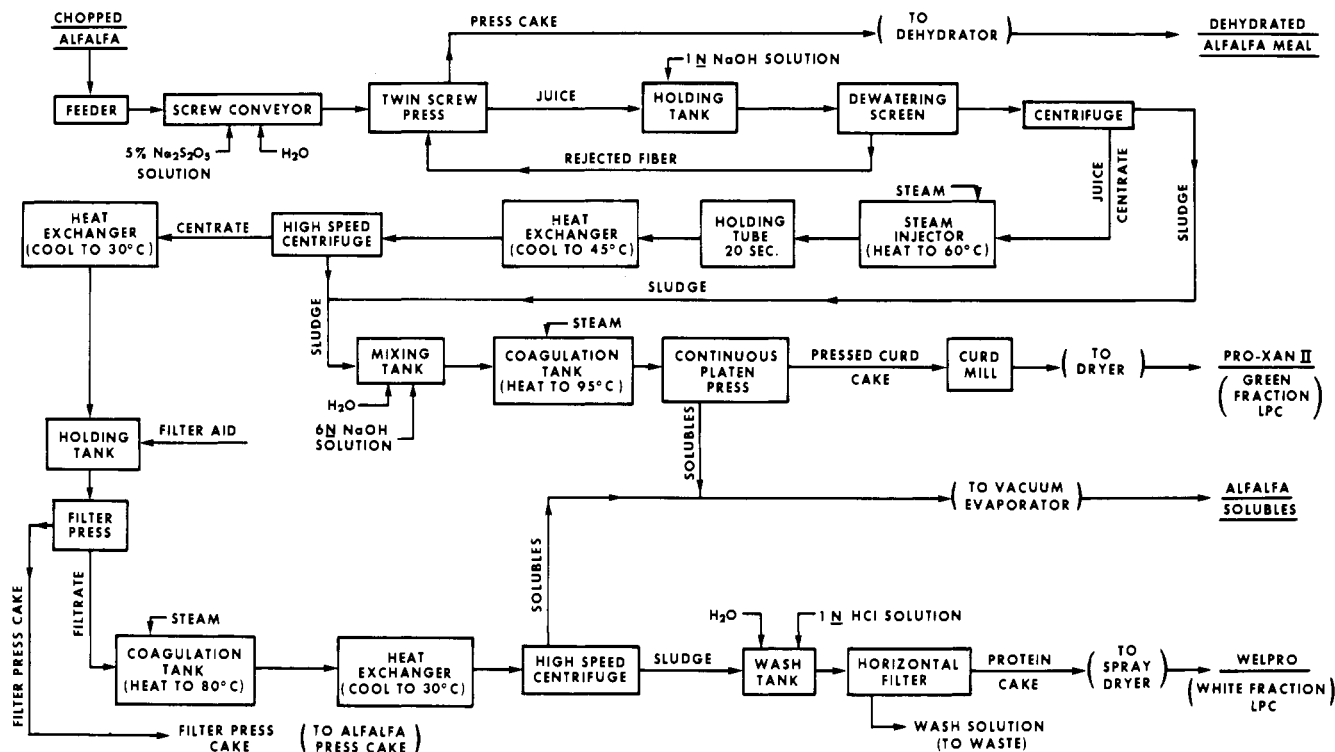 CHOPPED
ALFALFA
FEEDER
SCREW CONVEYOR
5% Na₂S₂O₅
SOLUTION
H₂O
PRESS CAKE
(TO
DEHYDRATOR)
DEHYDRATED
ALFALFA MEAL
TWIN SCREW
PRESS
JUICE
1 N NaOH SOLUTION
HOLDING
TANK
DEWATERING
SCREEN
CENTRIFUGE
REJECTED FIBER
JUICE
CENTRATE
SLUDGE
STEAM
STEAM
INJECTOR
(HEAT TO 60°C)
HOLDING
TUBE
20 SEC.
HEAT
EXCHANGER
(COOL TO 45°C)
HIGH SPEED
CENTRIFUGE
CENTRATE
HEAT
EXCHANGER
(COOL TO 30°C)
SLUDGE
SLUDGE
MIXING
TANK
H₂O
6N NaOH
SOLUTION
STEAM
COAGULATION
TANK
(HEAT TO 95°C)
CONTINUOUS
PLATEN
PRESS
PRESSED CURD
CAKE
CURD
MILL
(TO
DRYER)
PRO-XAN II
(GREEN
FRACTION
LPC)
SOLUBLES
HOLDING
TANK
FILTER AID
FILTER
PRESS
FILTER PRESS CAKE
FILTRATE
(TO VACUUM
EVAPORATOR)
ALFALFA
SOLUBLES
SOLUBLES
STEAM
COAGULATION
TANK
(HEAT TO 80°C)
HEAT
EXCHANGER
(COOL TO 30°C)
HIGH SPEED
CENTRIFUGE
SLUDGE
H₂O
1 N HCl SOLUTION
WASH
TANK
HORIZONTAL
FILTER
PROTEIN
CAKE
(TO
SPRAY
DRYER)
WELPRO
(WHITE FRACTION
LPC)
FILTER PRESS
CAKE
(TO ALFALFA
PRESS CAKE)
WASH SOLUTION
(TO WASTE)